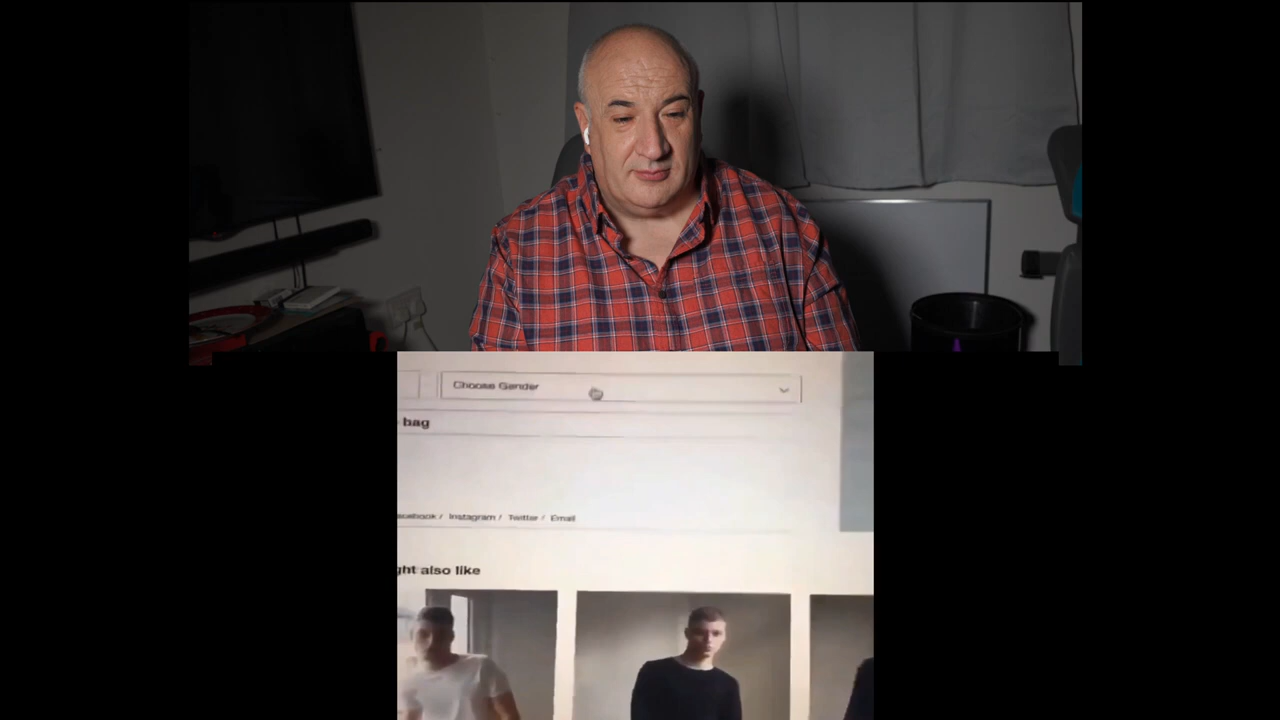 Choose Gender
bag
acebook / Instagram / Twitter / Email
ght also like